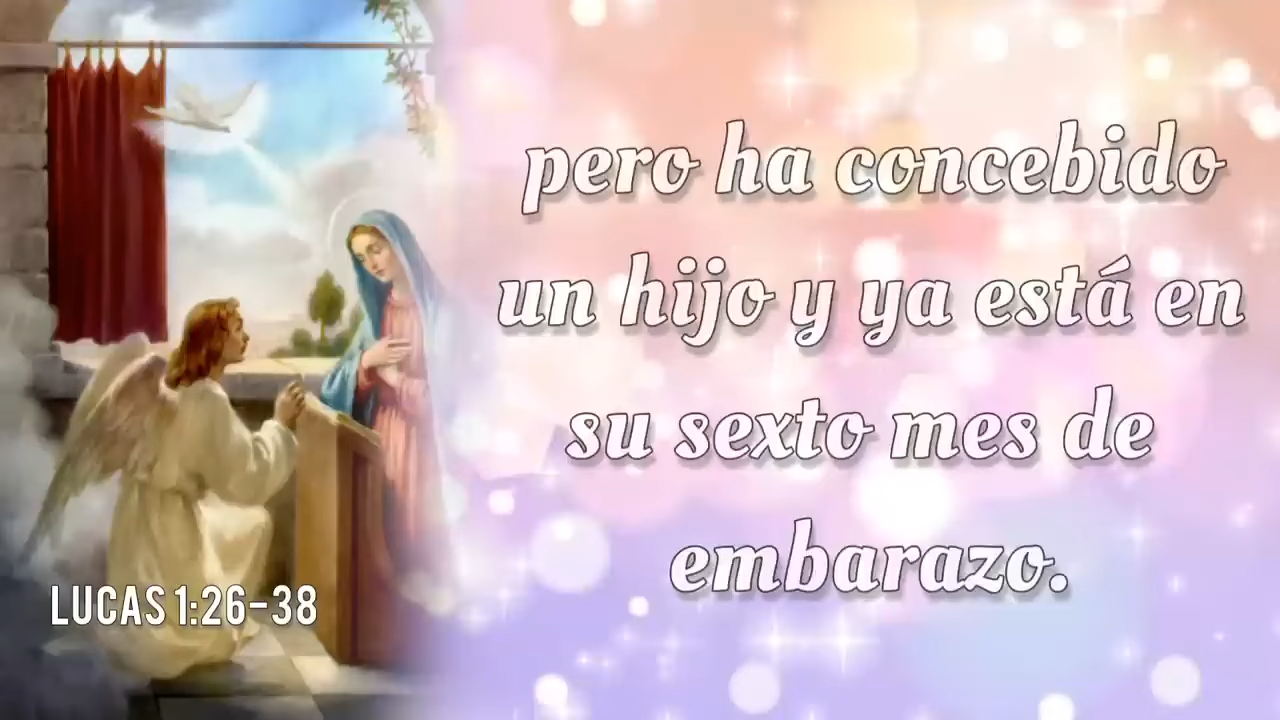 pero ha concebido
un hijo y ya está en
su sexto mes de
embarazo.
LUCAS 1:26-38